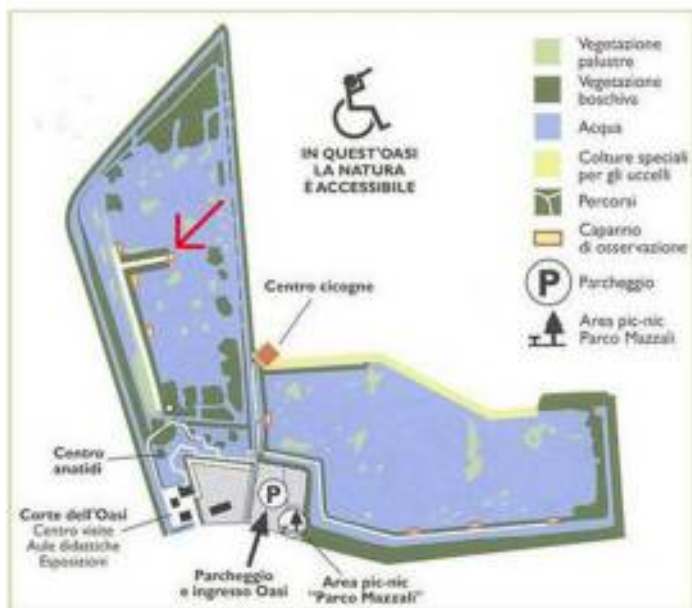 IN QUEST'OASI
LA NATURA
È ACCESSIBILE
Vegetazione
palustre
Vegetazione
boschiva
Acqua
Colture speciali
per gli uccelli
Percorsi
Capanno
di osservazione
P
Parcheggio
Area pic-nic
Parco Mazzali
Centro cicogne
Centro
anatidi
Corte dell'Oasi
Centro visite
Aule didattiche
Esposizioni
P
Parcheggio
e ingresso Oasi
Area pic-nic
"Parco Mazzali"